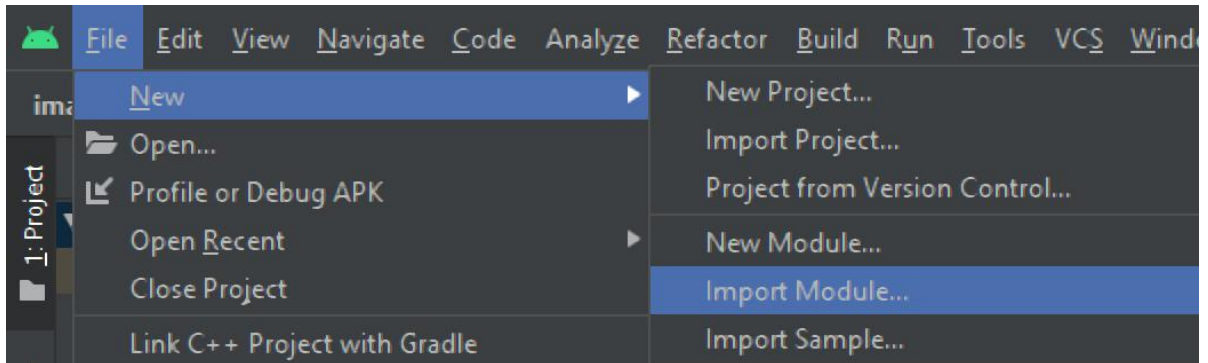 File Edit View Navigate Code Analyze Refactor Build Run Tools VCS
New
Open...
Profile or Debug APK
Open Recent
Close Project
Link C++ Project with Gradle
New Project...
Import Project...
Project from Version Control...
New Module...
Import Module...
Import Sample...
1: Project